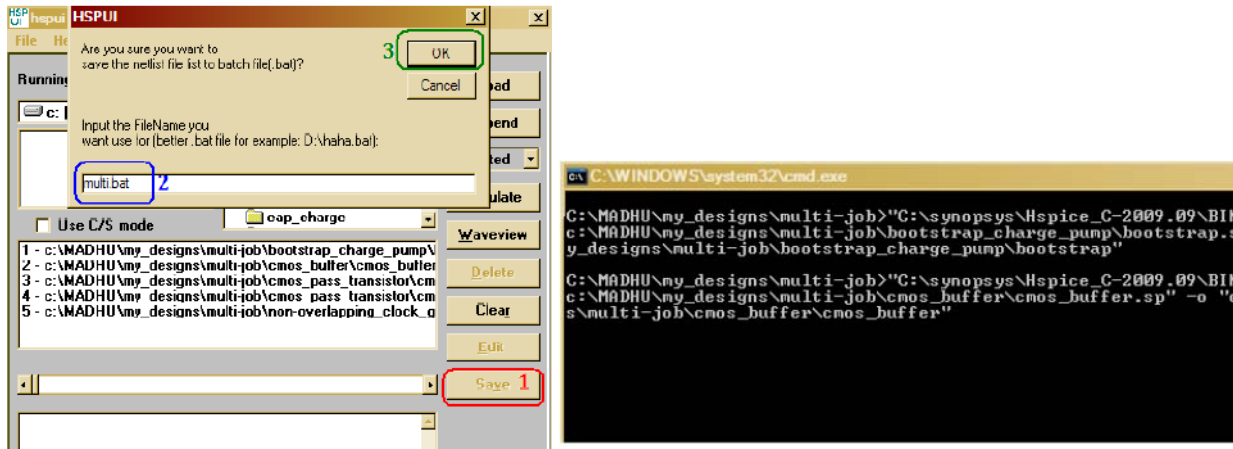 HSP UI hspui
HSPUI
File He
Are you sure you want to
save the netlist file list to batch file(.bat)?
3
OK
Cancel
Running
c: [
ad
Input the FileName you
want use for (better .bat file for example: D:\haha.bat):
end
ted
multi.bat
2
ulate
Use C/S mode
cap_charge
Waveview
1 - c:\MADHU\my_designs\multi-job\bootstrap_charge_pump\
2 - c:\MADHU\my_designs\multi-job\cmos_buffer\cmos_buffer
3 - c:\MADHU\my_designs\multi-job\cmos_pass_transistor\cm
4 - c:\MADHU\my_designs\multi-job\cmos_pass_transistor\cm
5 - c:\MADHU\my_designs\multi-job\non-overlapping_clock_g
Delete
Clear
Edit
Save 1
C:\WINDOWS\system32\cmd.exe
C:\MADHU\my_designs\multi-job>"C:\synopsys\Hspice_C-2009.09\BIN
c:\MADHU\my_designs\multi-job\bootstrap_charge_pump\bootstrap.s
y_designs\multi-job\bootstrap_charge_pump\bootstrap"
C:\MADHU\my_designs\multi-job>"C:\synopsys\Hspice_C-2009.09\BIN
c:\MADHU\my_designs\multi-job\cmos_buffer\cmos_buffer.sp" -o "c
s\multi-job\cmos_buffer\cmos_buffer"